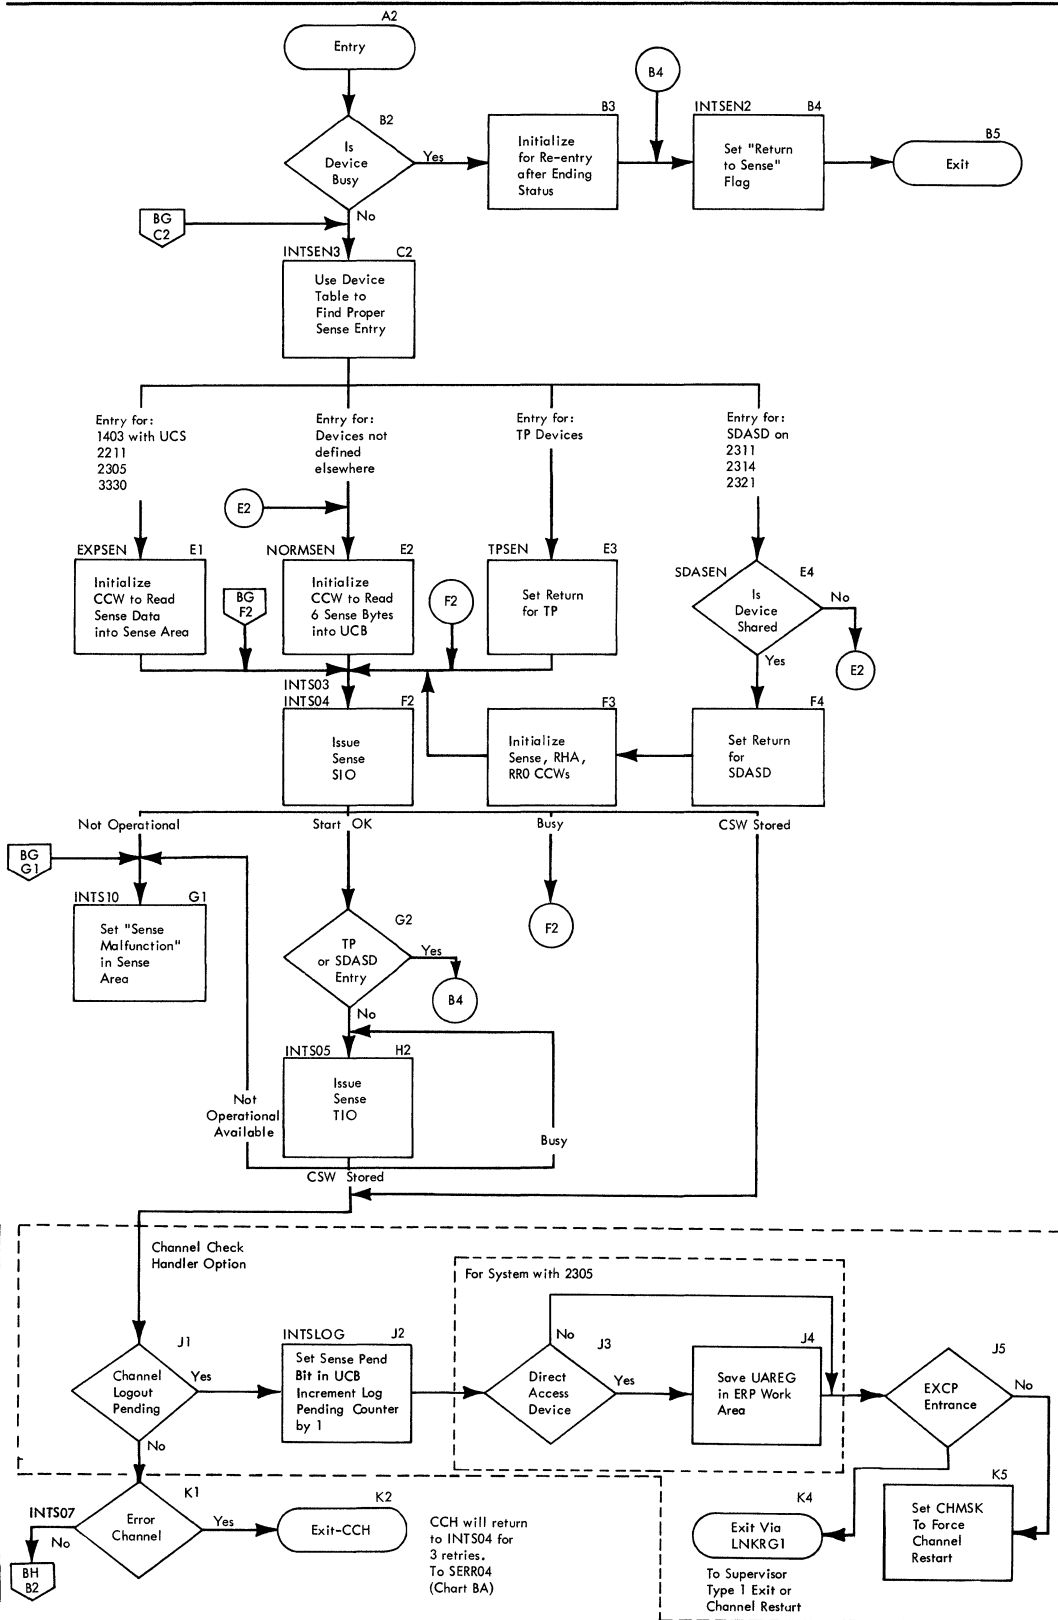 A2
Entry
B4
B2
Is
Device
Busy
Yes
No
B3
Initialize
for Re-entry
after Ending
Status
INTSEN2 B4
Set "Return
to Sense"
Flag
B5
Exit
BG
C2
INTSEN3 C2
Use Device
Table to
Find Proper
Sense Entry
Entry for:
1403 with UCS
2211
2305
3330
Entry for:
Devices not
defined
elsewhere
Entry for:
TP Devices
Entry for:
SDASD on
2311
2314
2321
E2
EXPSEN E1
Initialize
CCW to Read
Sense Data
into Sense Area
BG
F2
NORMSEN E2
Initialize
CCW to Read
6 Sense Bytes
into UCB
F2
TPSEN E3
Set Return
for TP
SDASEN
E4
Is
Device
Shared
No
Yes
E2
INTS03
INTS04 F2
Issue
Sense
SIO
F3
Initialize
Sense, RHA,
RR0 CCWs
F4
Set Return
for
SDASD
Not Operational
Start OK
Busy
CSW Stored
BG
G1
INTS10 G1
Set "Sense
Malfunction"
in Sense
Area
G2
TP
or SDASD
Entry
Yes
No
B4
F2
INTS05 H2
Issue
Sense
TIO
Not
Operational
Available
Busy
CSW Stored
Channel Check
Handler Option
For System with 2305
J1
Channel
Logout
Pending
Yes
No
INTSLOG J2
Set Sense Pend
Bit in UCB
Increment Log
Pending Counter
by 1
No
J3
Direct
Access
Device
Yes
J4
Save UAREG
in ERP Work
Area
J5
EXCP
Entrance
No
INTS07
K1
Error
Channel
No
Yes
BH
B2
K2
Exit-CCH
CCH will return
to INTS04 for
3 retries.
To SERR04
(Chart BA)
K4
Exit Via
LNKRG1
To Supervisor
Type 1 Exit or
Channel Restart
K5
Set CHMSK
To Force
Channel
Restart